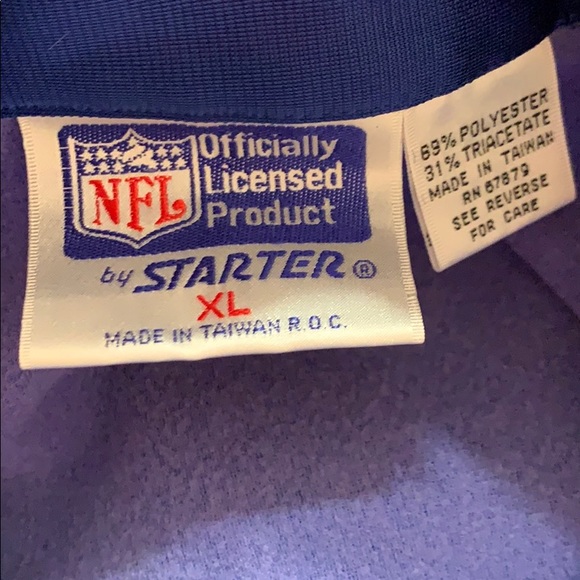 NFL
Officially
Licensed
Product
by STARTER®
XL
MADE IN TAIWAN R.O.C.
69% POLYESTER
31% TRIACETATE
MADE IN TAIWAN
RN 67879
SEE REVERSE
FOR CARE